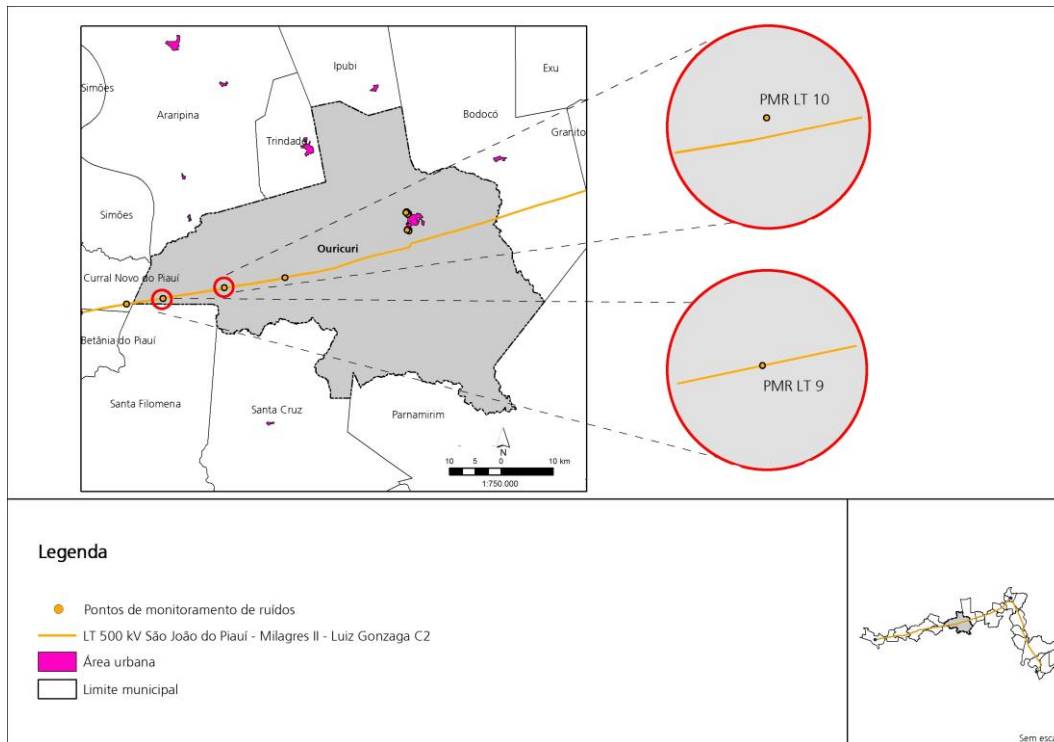 Ipubi
Exu
Simões
Araripina
Bodocó
Granito
Trindade
Simões
Ouricuri
Curral Novo do Piauí
Betânia do Piauí
Santa Filomena
Santa Cruz
Parnamirim
N
10 5 0 10 km
1:750.000
PMR LT 10
PMR LT 9
Legenda
Pontos de monitoramento de ruídos
LT 500 kV São João do Piauí - Milagres II - Luiz Gonzaga C2
Área urbana
Limite municipal
Sem esca